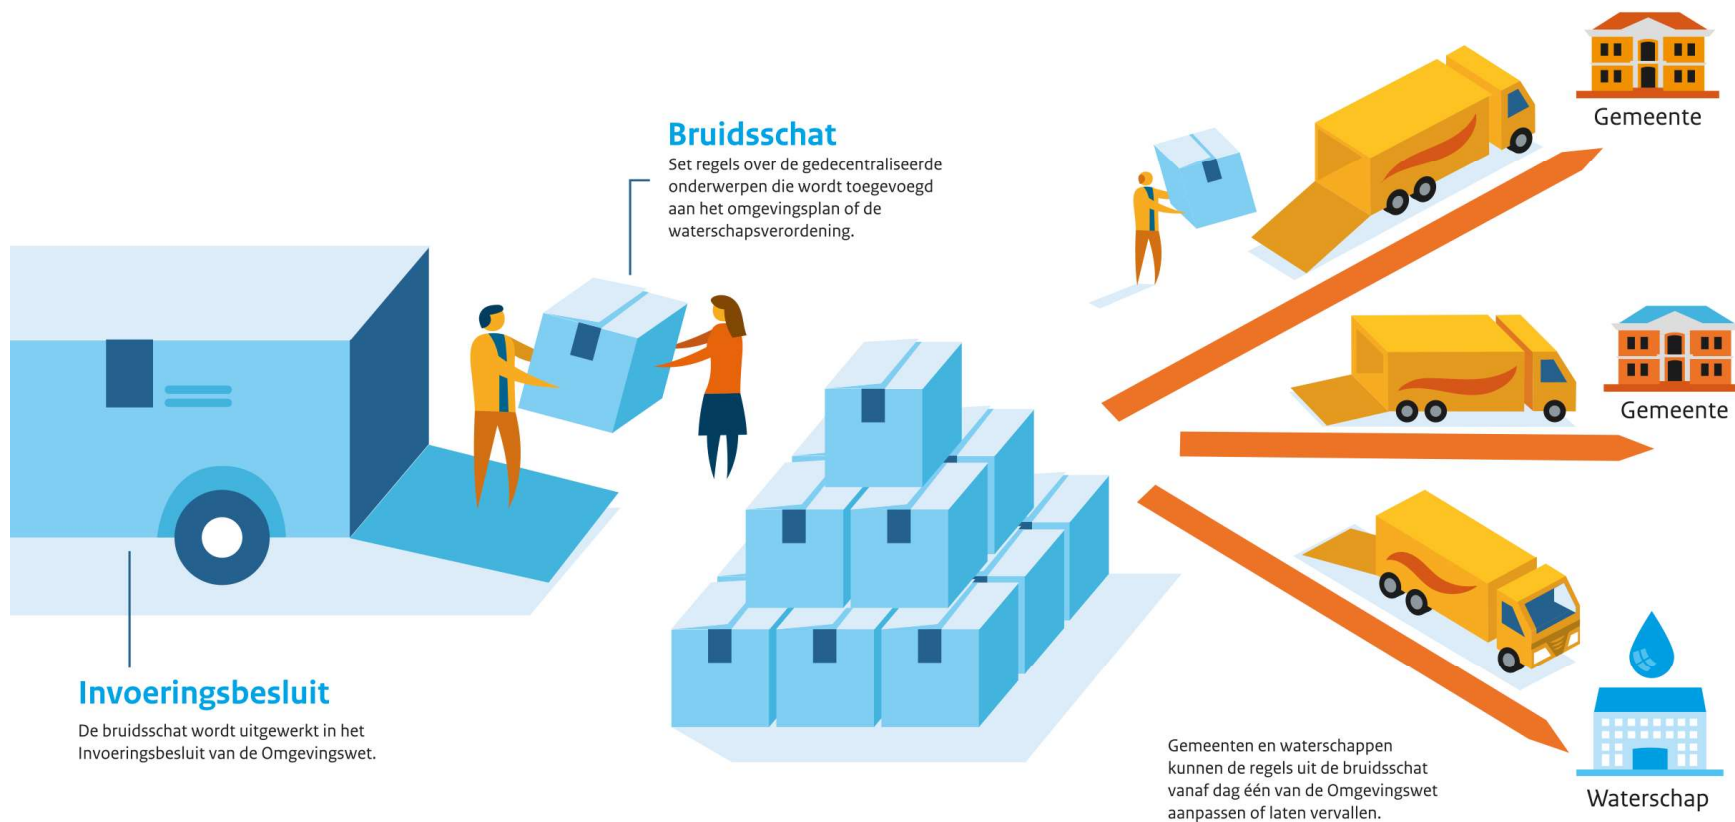 Bruidsschat
Set regels over de gedecentraliseerde
onderwerpen die wordt toegevoegd
aan het omgevingsplan of de
waterschapsverordening.
Invoeringsbesluit
De bruidsschat wordt uitgewerkt in het
Invoeringsbesluit van de Omgevingswet.
Gemeente
Gemeente
Waterschap
Gemeenten en waterschappen
kunnen de regels uit de bruidsschat
vanaf dag één van de Omgevingswet
aanpassen of laten vervallen.